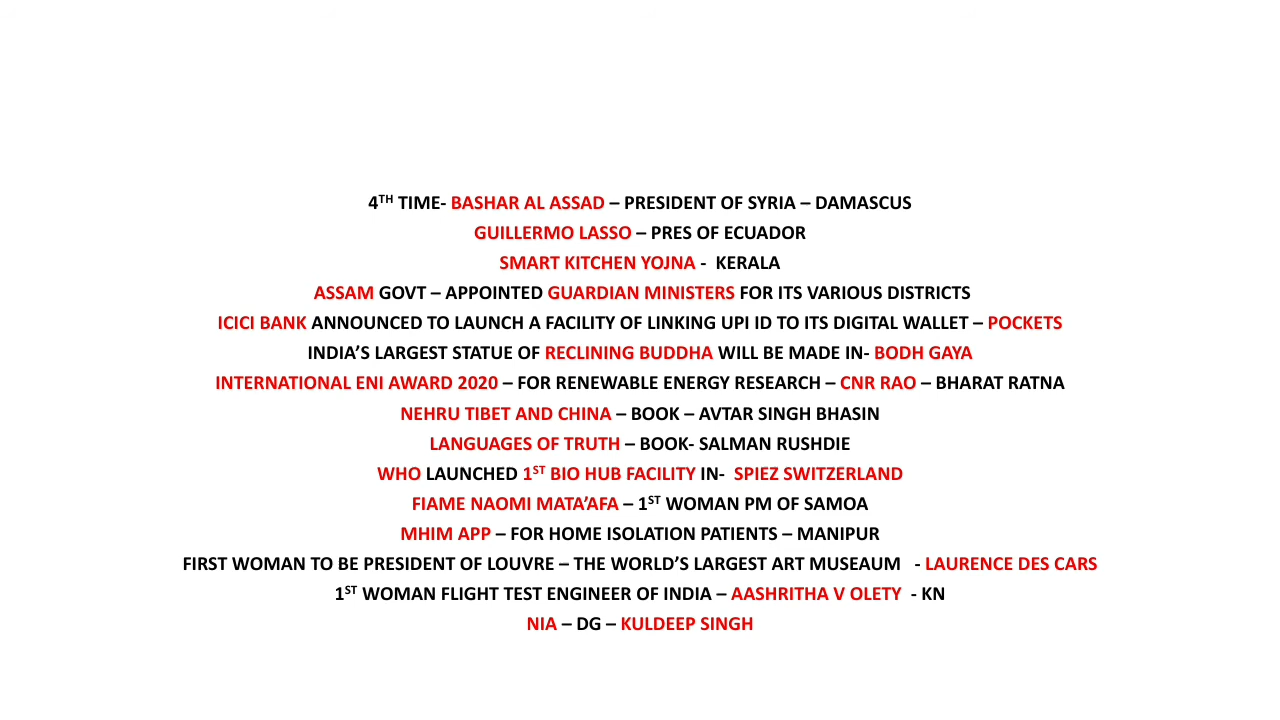 4TH TIME- BASHAR AL ASSAD – PRESIDENT OF SYRIA – DAMASCUS
GUILLERMO LASSO – PRES OF ECUADOR
SMART KITCHEN YOJNA - KERALA
ASSAM GOVT – APPOINTED GUARDIAN MINISTERS FOR ITS VARIOUS DISTRICTS
ICICI BANK ANNOUNCED TO LAUNCH A FACILITY OF LINKING UPI ID TO ITS DIGITAL WALLET – POCKETS
INDIA'S LARGEST STATUE OF RECLINING BUDDHA WILL BE MADE IN- BODH GAYA
INTERNATIONAL ENI AWARD 2020 – FOR RENEWABLE ENERGY RESEARCH – CNR RAO – BHARAT RATNA
NEHRU TIBET AND CHINA – BOOK – AVTAR SINGH BHASIN
LANGUAGES OF TRUTH – BOOK- SALMAN RUSHDIE
WHO LAUNCHED 1ST BIO HUB FACILITY IN- SPIEZ SWITZERLAND
FIAME NAOMI MATA'AFA – 1ST WOMAN PM OF SAMOA
MHIM APP – FOR HOME ISOLATION PATIENTS – MANIPUR
FIRST WOMAN TO BE PRESIDENT OF LOUVRE – THE WORLD'S LARGEST ART MUSEAUM - LAURENCE DES CARS
1ST WOMAN FLIGHT TEST ENGINEER OF INDIA – AASHRITHA V OLETY - KN
NIA – DG – KULDEEP SINGH